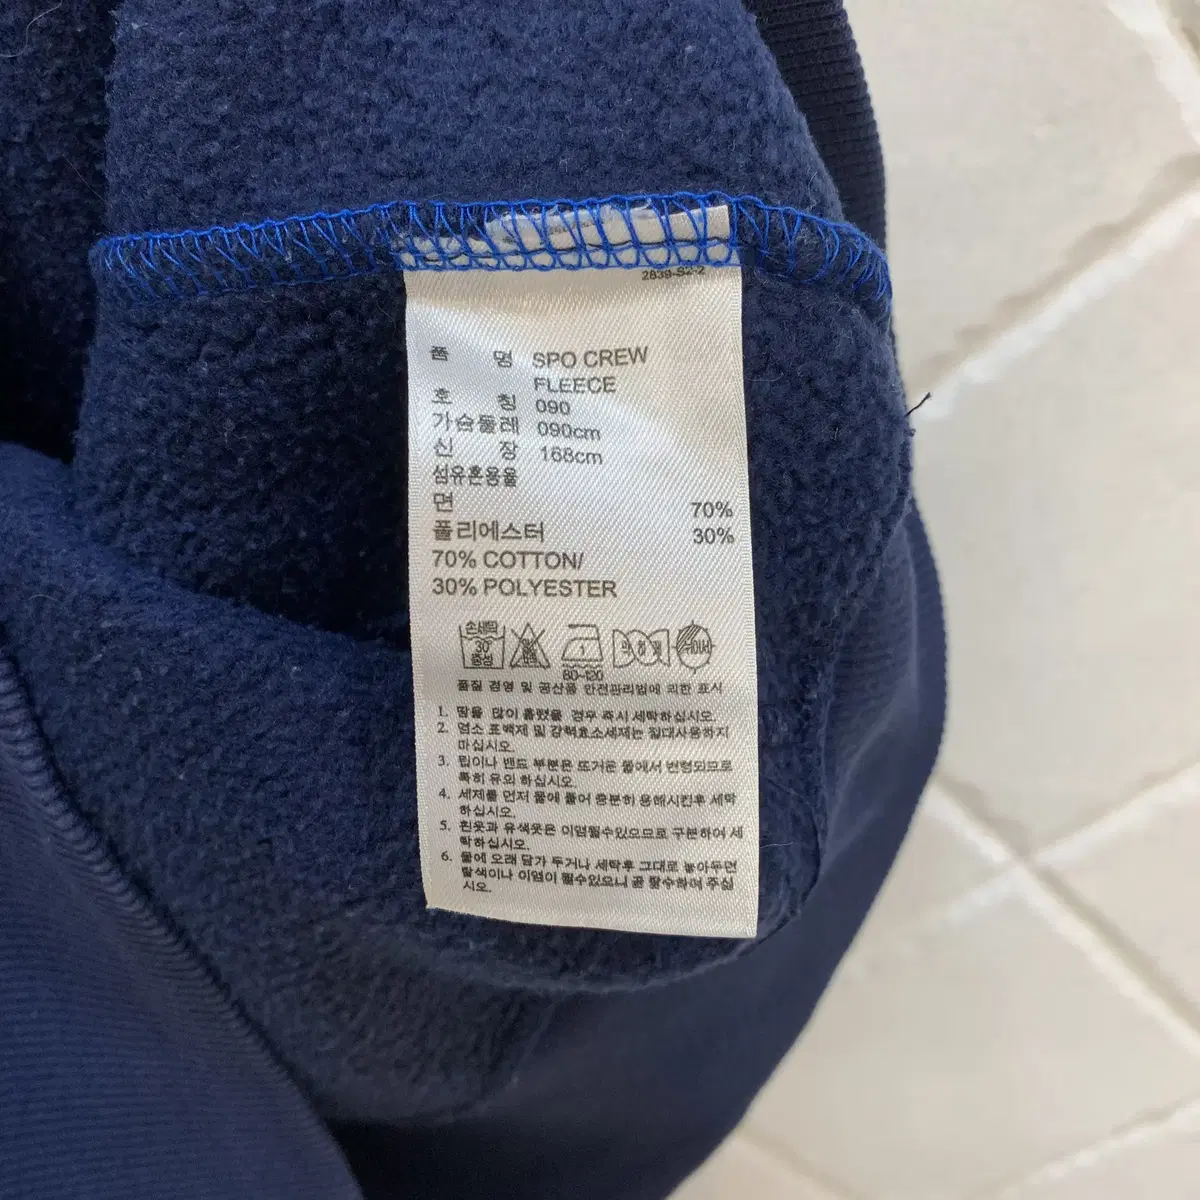 2839-S2-2
품 명 SPO CREW
FLEECE
호 칭 090
가슴둘레 090cm
신 장 168cm
섬유혼용율
면 70%
폴리에스터 30%
70% COTTON/
30% POLYESTER
손세탁
30
중성
1
80~120
약하게
뉘어서
품질 경영 및 공산품 안전관리법에 의한 표시
1. 땀을 많이 흘렸을 경우 즉시 세탁하십시오.
2. 염소 표백제 및 강력효소세제는 절대사용하지
마십시오.
3. 립이나 밴드 부분은 뜨거운 물에서 변형되므로
특히 유의 하십시오.
4. 세제를 먼저 물에 풀어 충분히 용해시킨후 세탁
하십시오.
5. 흰옷과 유색옷은 이염될수있으므로 구분하여 세
탁하십시오.
6. 물에 오래 담가 두거나 세탁후 그대로 놓아두면
탈색이나 이염이 될수있으니 곧 탈수하여 주십
시오.